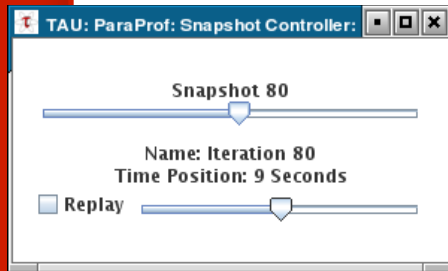 TAU: ParaProf: Snapshot Controller:
Snapshot 80
Name: Iteration 80
Time Position: 9 Seconds
Replay